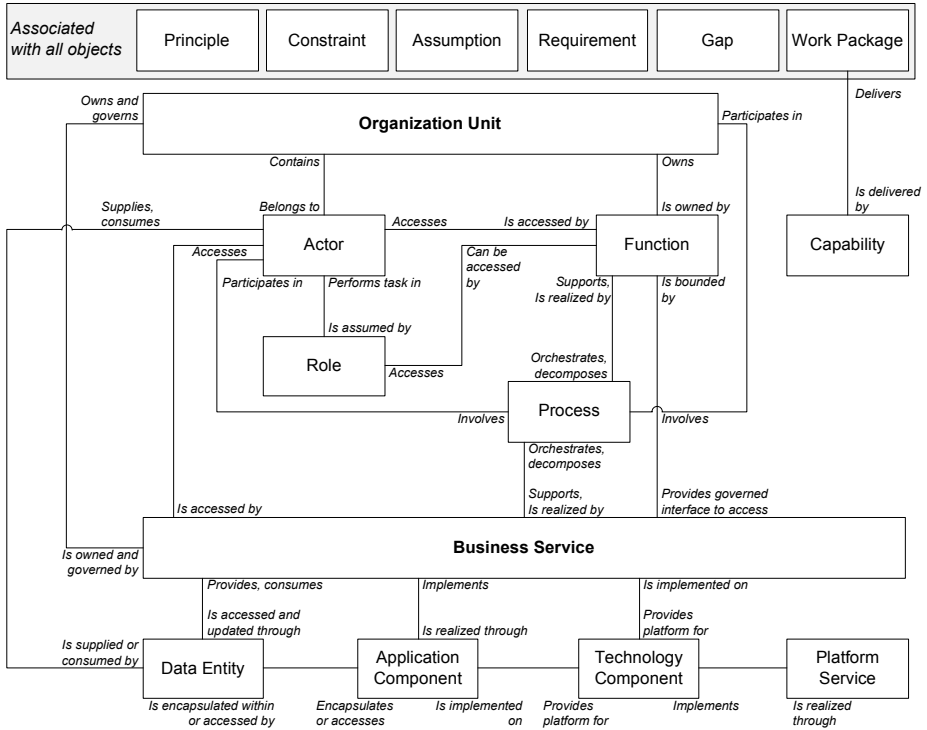 Associated
with all objects
Principle
Constraint
Assumption
Requirement
Gap
Work Package
Owns and
governs
Organization Unit
Participates in
Delivers
Contains
Owns
Supplies,
consumes
Belongs to
Is owned by
Is delivered
by
Actor
Accesses
Is accessed by
Function
Capability
Accesses
Can be
accessed
by
Participates in
Performs task in
Supports,
Is realized by
Is bounded
by
Is assumed by
Role
Accesses
Orchestrates,
decomposes
Process
Involves
Involves
Orchestrates,
decomposes
Is accessed by
Supports,
Is realized by
Provides governed
interface to access
Business Service
Is owned and
governed by
Provides, consumes
Implements
Is implemented on
Is accessed and
updated through
Is realized through
Provides
platform for
Is supplied or
consumed by
Data Entity
Application
Component
Technology
Component
Platform
Service
Is encapsulated within
or accessed by
Encapsulates
or accesses
Is implemented
on
Provides
platform for
Implements
Is realized
through